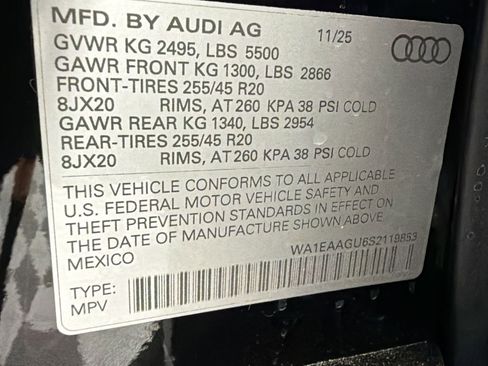 MFD. BY AUDI AG 11/25
GVWR KG 2495, LBS 5500
GAWR FRONT KG 1300, LBS 2866
FRONT-TIRES 255/45 R20
8JX20 RIMS, AT 260 KPA 38 PSI COLD
GAWR REAR KG 1340, LBS 2954
REAR-TIRES 255/45 R20
8JX20 RIMS, AT 260 KPA 38 PSI COLD
THIS VEHICLE CONFORMS TO ALL APPLICABLE
U.S. FEDERAL MOTOR VEHICLE SAFETY AND
THEFT PREVENTION STANDARDS IN EFFECT ON
THE DATE OF MANUFACTURE SHOWN ABOVE.
MEXICO WA1EAAGU6S2119853
TYPE:
MPV